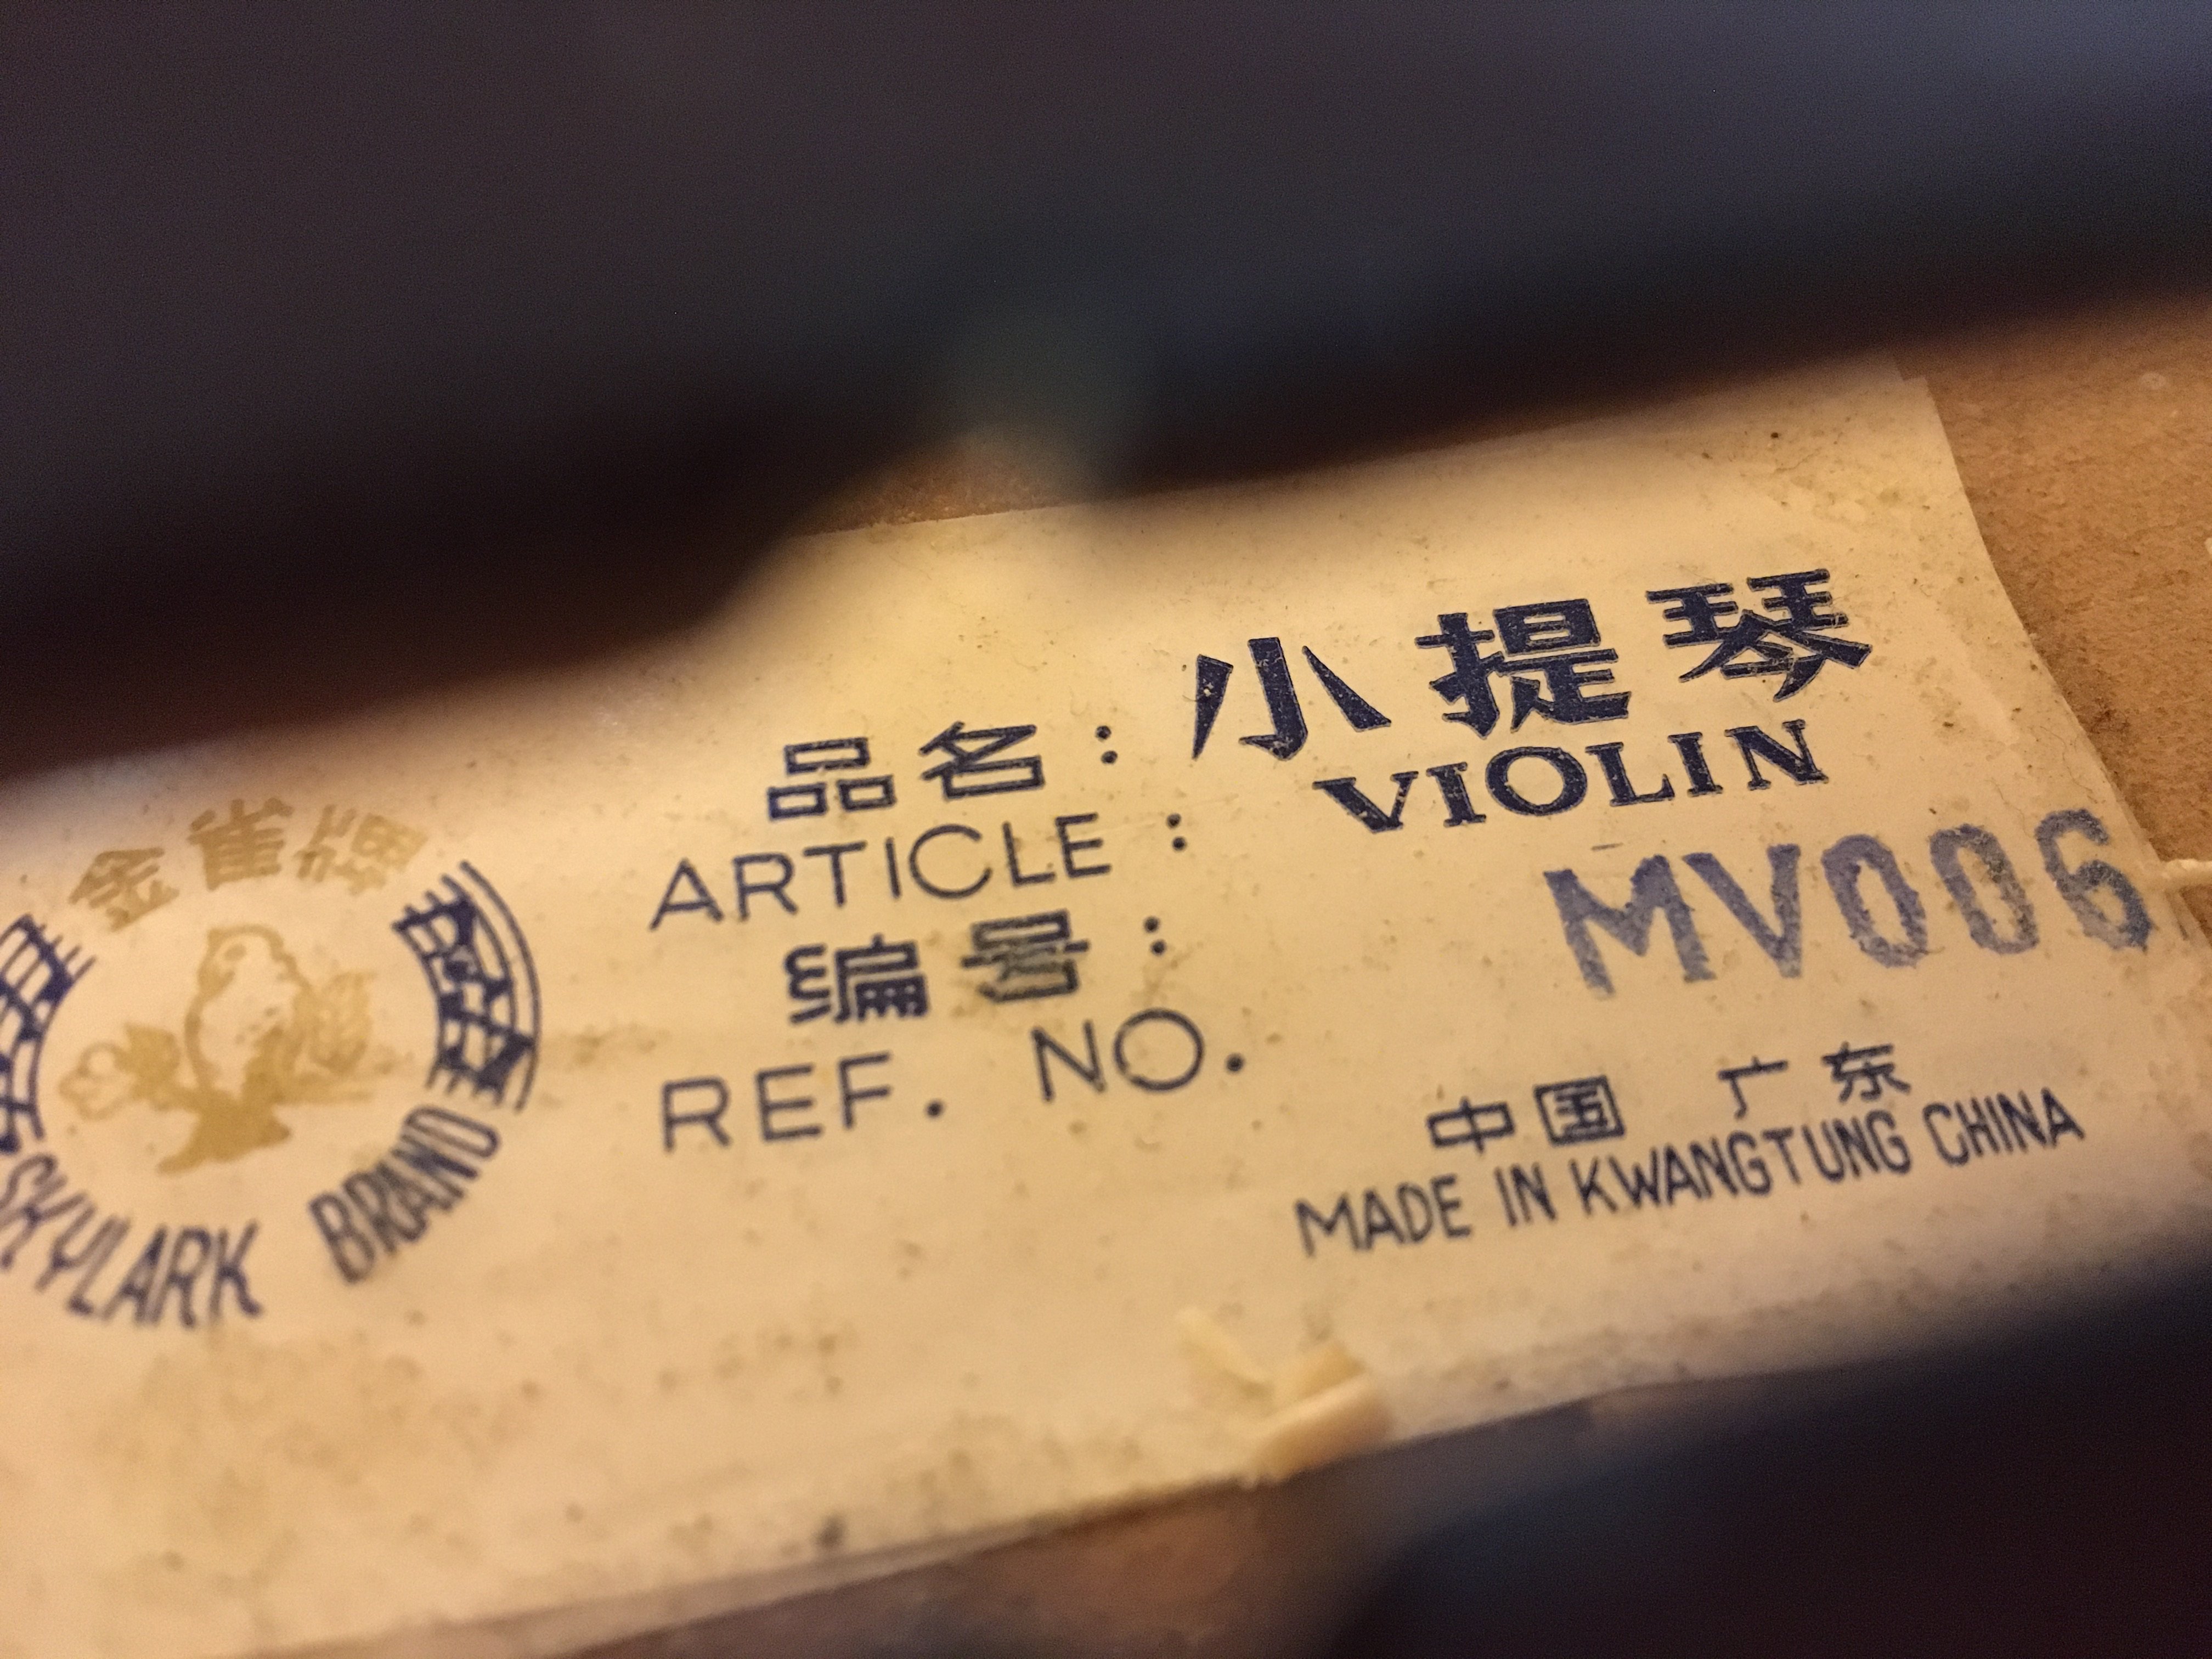 金雀牌
SKYLARK BRAND
品名：小提琴
ARTICLE： VIOLIN
编号： MV006
REF. NO.
中国 广东
MADE IN KWANGTUNG CHINA